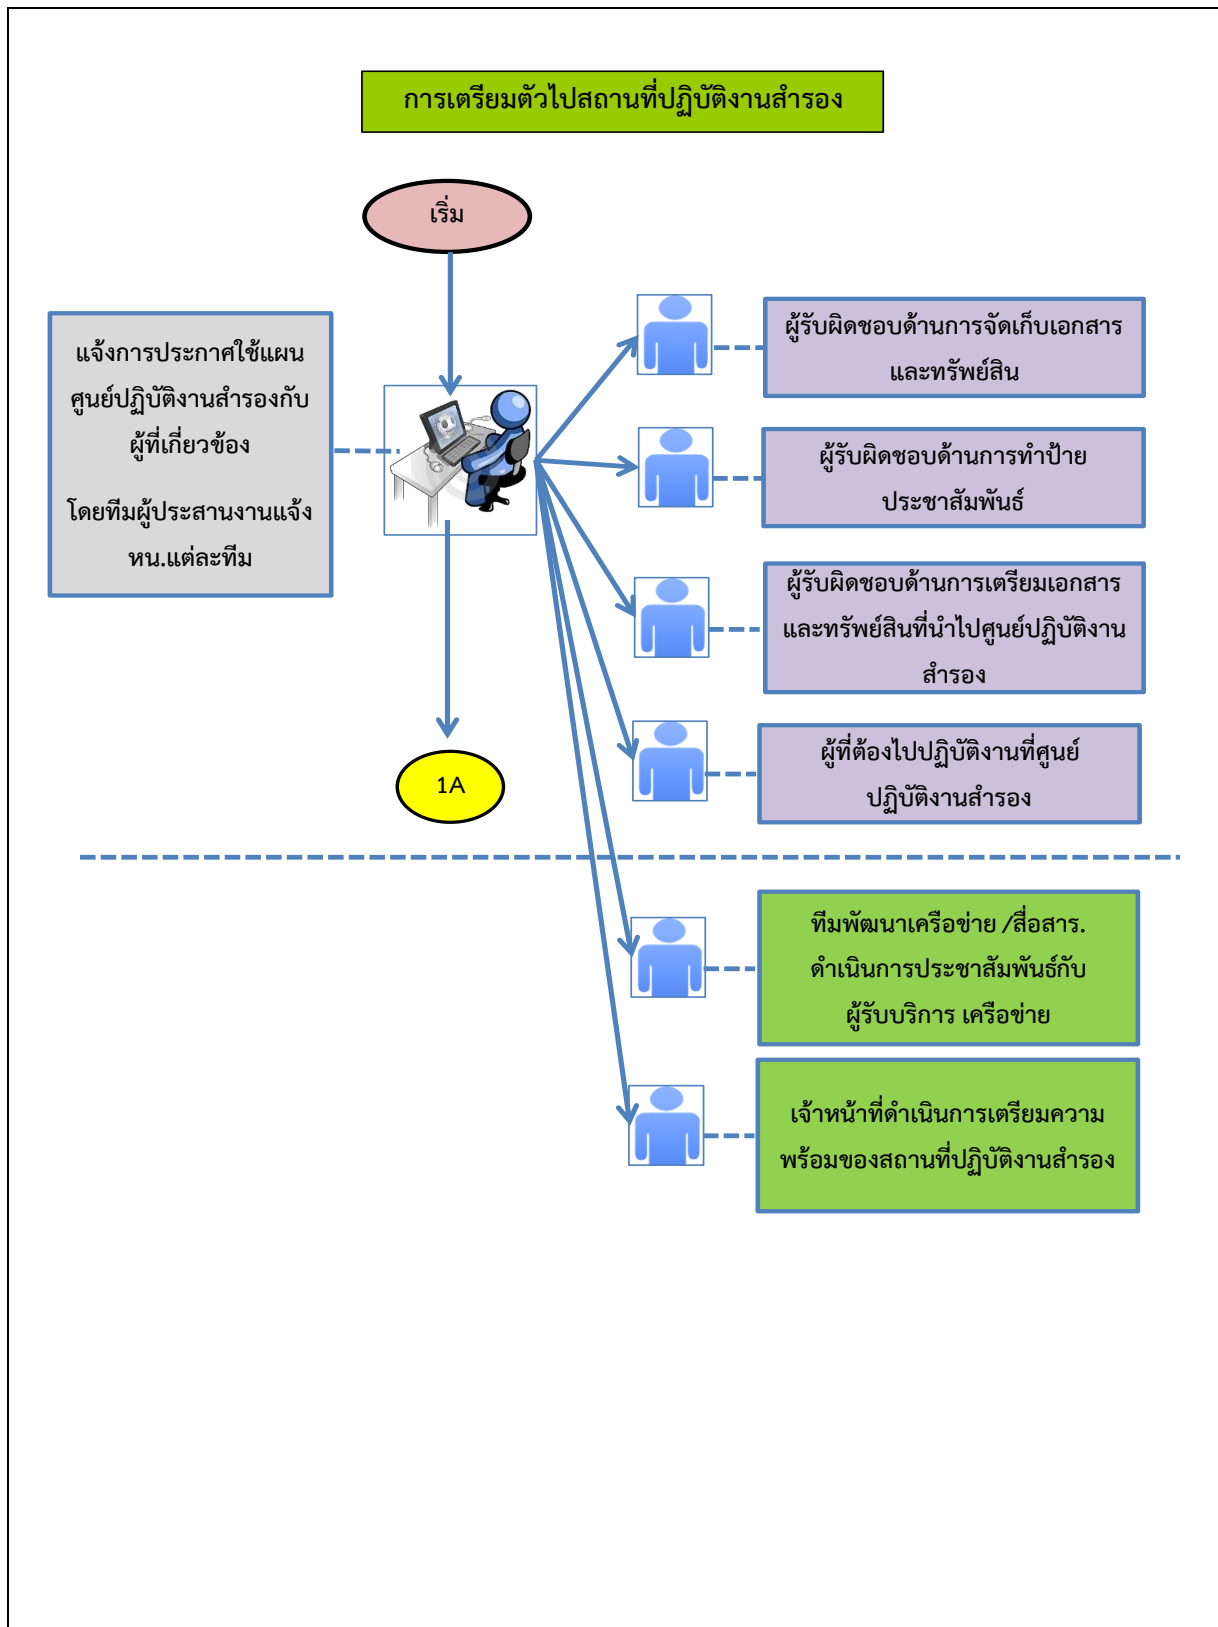 การเตรียมตัวไปสถานที่ปฏิบัติงานสำรอง
เริ่ม
แจ้งการประกาศใช้แผน
ศูนย์ปฏิบัติงานสำรองกับ
ผู้ที่เกี่ยวข้อง
โดยทีมผู้ประสานงานแจ้ง
หน.แต่ละทีม
ผู้รับผิดชอบด้านการจัดเก็บเอกสาร
และทรัพย์สิน
ผู้รับผิดชอบด้านการทำป้าย
ประชาสัมพันธ์
ผู้รับผิดชอบด้านการเตรียมเอกสาร
และทรัพย์สินที่นำไปศูนย์ปฏิบัติงาน
สำรอง
ผู้ที่ต้องไปปฏิบัติงานที่ศูนย์
ปฏิบัติงานสำรอง
1A
ทีมพัฒนาเครือข่าย /สื่อสาร.
ดำเนินการประชาสัมพันธ์กับ
ผู้รับบริการ เครือข่าย
เจ้าหน้าที่ดำเนินการเตรียมความ
พร้อมของสถานที่ปฏิบัติงานสำรอง